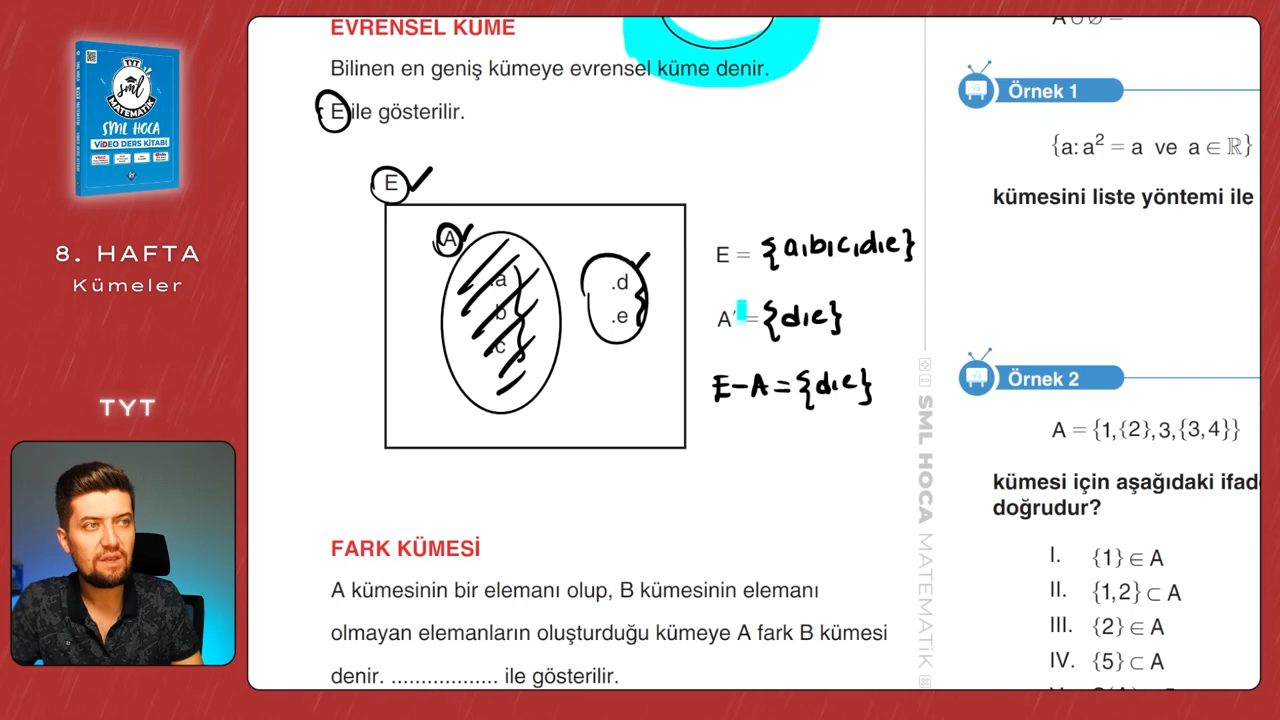 TYT
sml
MATEMATİK
SML HOCA
VİDEO DERS KİTABI
8. HAFTA
Kümeler
TYT
EVRENSEL KÜME
Bilinen en geniş kümeye evrensel küme denir.
E ile gösterilir.
E
A
.a
.b
.c
.d
.e
E = {a,b,c,d,e}
A' = {d,e}
E-A={d,e}
FARK KÜMESİ
A kümesinin bir elemanı olup, B kümesinin elemanı
olmayan elemanların oluşturduğu kümeye A fark B kümesi
denir. .................. ile gösterilir.
SML HOCA MATEMATİK
A∪∅ =
Örnek 1
{a: a² = a ve a ∈ ℝ}
kümesini liste yöntemi ile
Örnek 2
A = {1,{2},3,{3,4}}
kümesi için aşağıdaki ifad
doğrudur?
I. {1} ∈ A
II. {1,2} ⊂ A
III. {2} ∈ A
IV. {5} ⊂ A